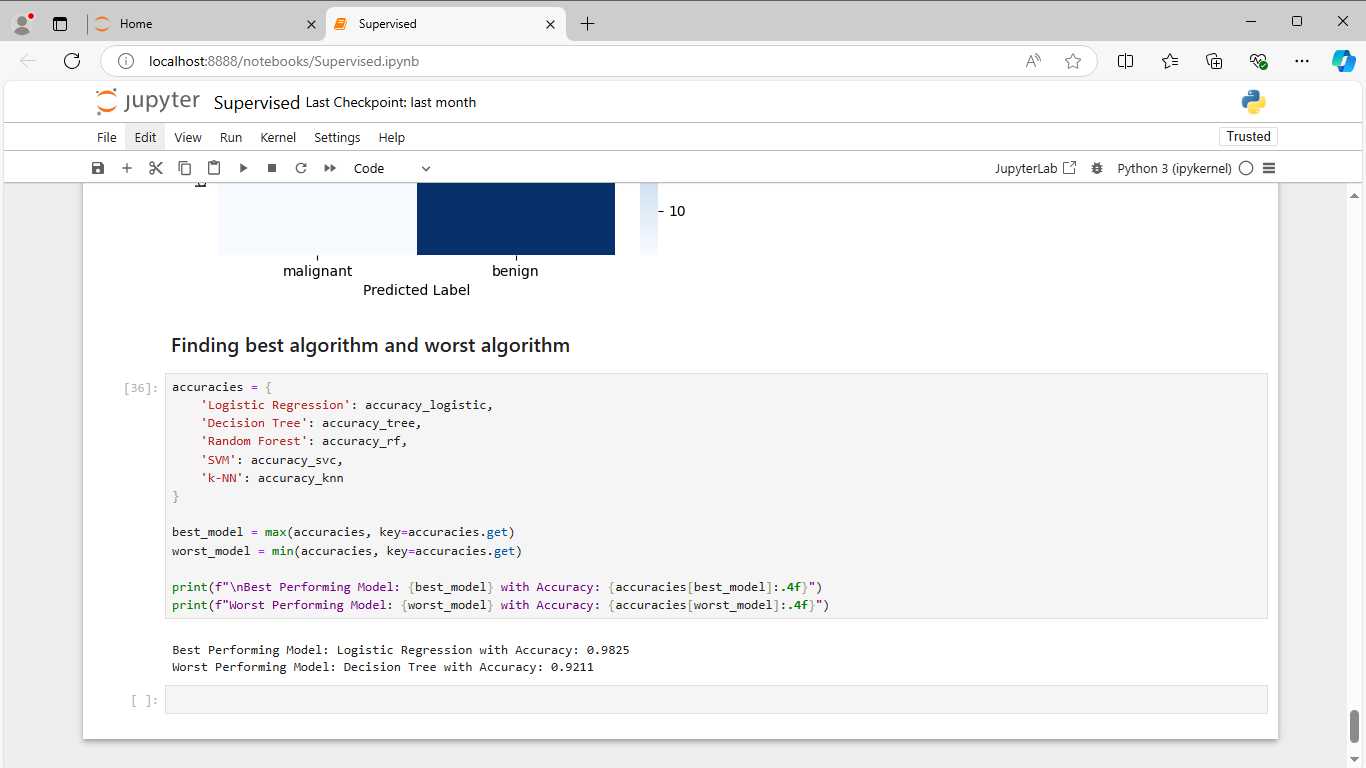 Home
Supervised
localhost:8888/notebooks/Supervised.ipynb
jupyter Supervised Last Checkpoint: last month
File Edit View Run Kernel Settings Help
Trusted
Code
JupyterLab
Python 3 (ipykernel)
10
malignant benign
Predicted Label
Finding best algorithm and worst algorithm
[36]:
accuracies = {
    'Logistic Regression': accuracy_logistic,
    'Decision Tree': accuracy_tree,
    'Random Forest': accuracy_rf,
    'SVM': accuracy_svc,
    'k-NN': accuracy_knn
}
best_model = max(accuracies, key=accuracies.get)
worst_model = min(accuracies, key=accuracies.get)
print(f"\nBest Performing Model: {best_model} with Accuracy: {accuracies[best_model]:.4f}")
print(f"Worst Performing Model: {worst_model} with Accuracy: {accuracies[worst_model]:.4f}")
Best Performing Model: Logistic Regression with Accuracy: 0.9825
Worst Performing Model: Decision Tree with Accuracy: 0.9211
[ ]: